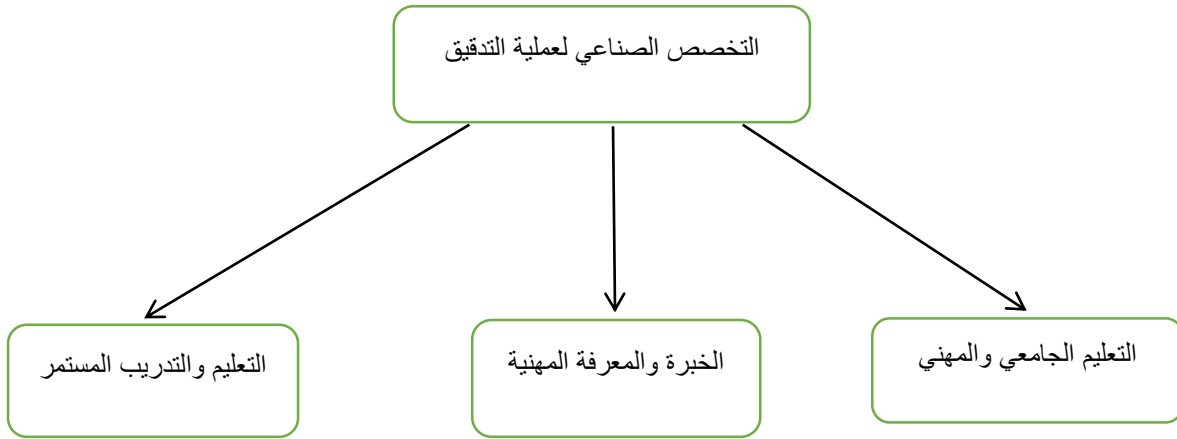 التخصص الصناعي لعملية التدقيق
التعليم الجامعي والمهني
الخبرة والمعرفة المهنية
التعليم والتدريب المستمر